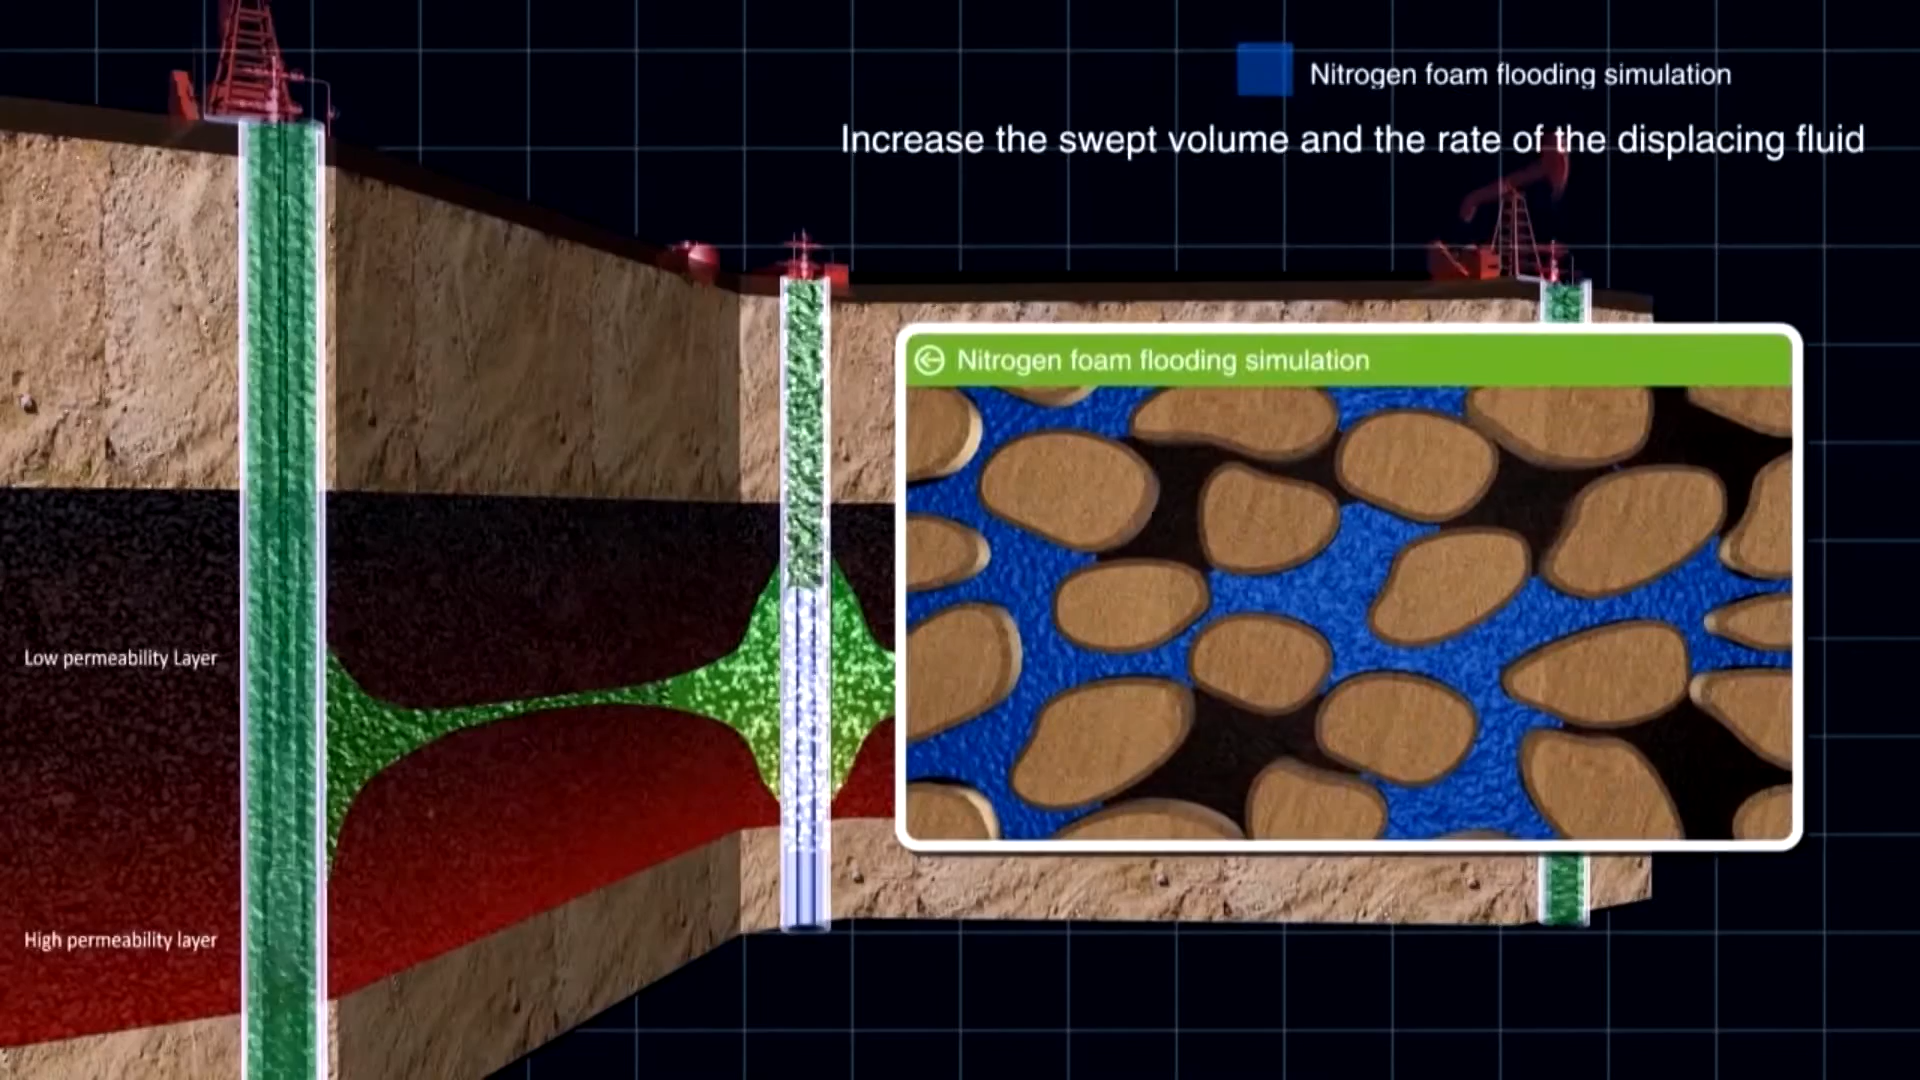 Nitrogen foam flooding simulation
Increase the swept volume and the rate of the displacing fluid
Nitrogen foam flooding simulation
Low permeability Layer
High permeability layer